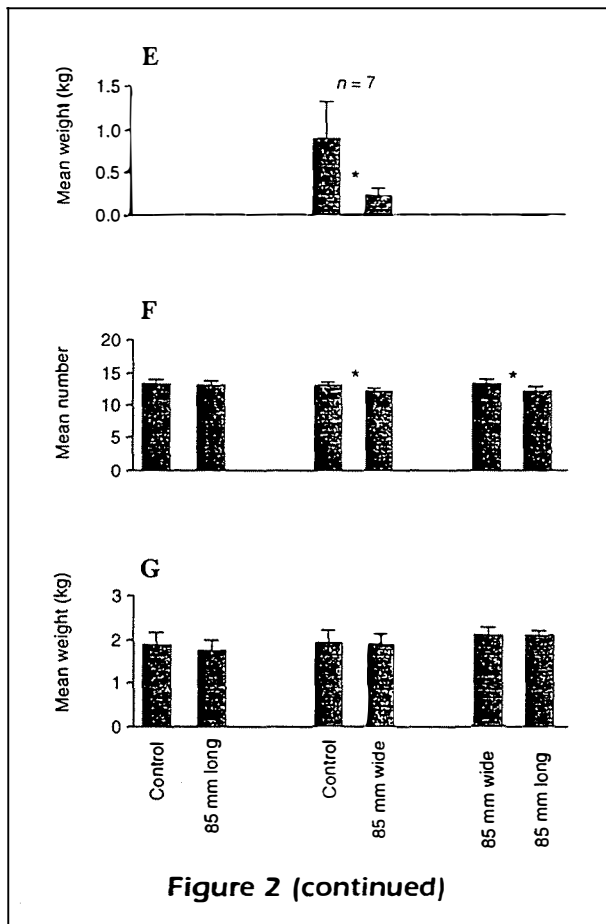 E
n = 7
Mean weight (kg)
1.5
1.0
0.5
0.0
*
F
Mean number
20
15
10
5
0
*
*
G
Mean weight (kg)
3
2
1
0
Control
85 mm long
Control
85 mm wide
85 mm wide
85 mm long
Figure 2 (continued)